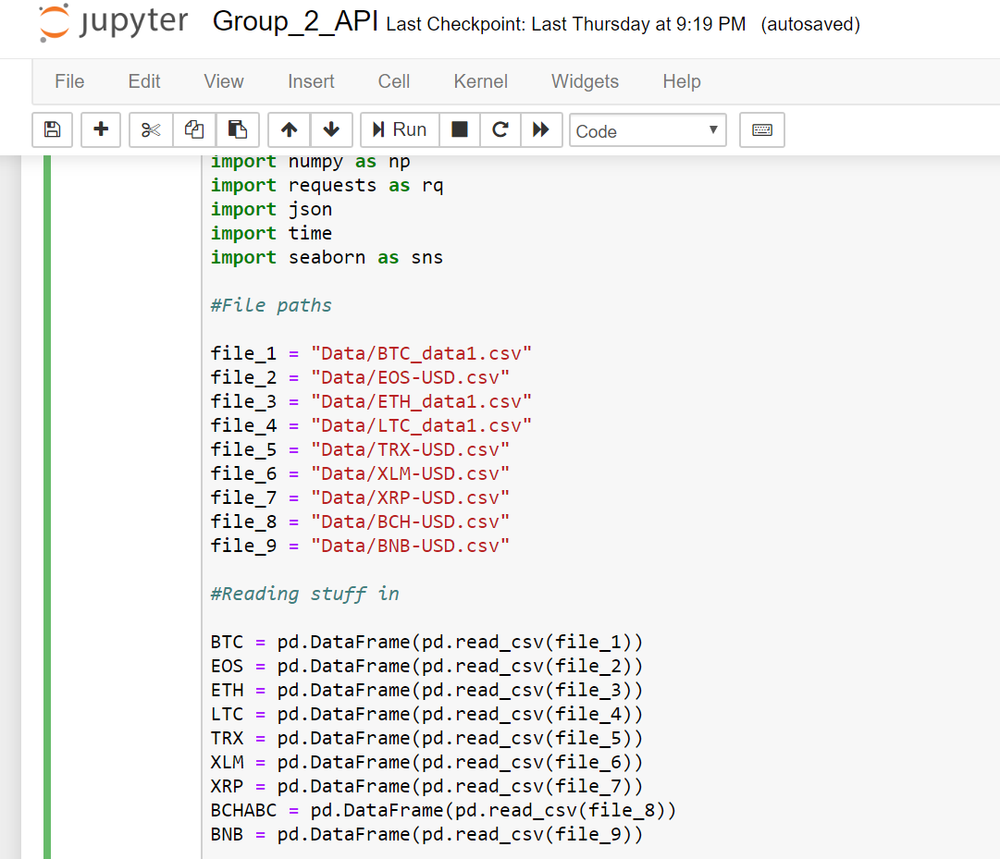 jupyter Group_2_API Last Checkpoint: Last Thursday at 9:19 PM (autosaved)
File Edit View Insert Cell Kernel Widgets Help
Run Code
import numpy as np
import requests as rq
import json
import time
import seaborn as sns
#File paths
file_1 = "Data/BTC_data1.csv"
file_2 = "Data/EOS-USD.csv"
file_3 = "Data/ETH_data1.csv"
file_4 = "Data/LTC_data1.csv"
file_5 = "Data/TRX-USD.csv"
file_6 = "Data/XLM-USD.csv"
file_7 = "Data/XRP-USD.csv"
file_8 = "Data/BCH-USD.csv"
file_9 = "Data/BNB-USD.csv"
#Reading stuff in
BTC = pd.DataFrame(pd.read_csv(file_1))
EOS = pd.DataFrame(pd.read_csv(file_2))
ETH = pd.DataFrame(pd.read_csv(file_3))
LTC = pd.DataFrame(pd.read_csv(file_4))
TRX = pd.DataFrame(pd.read_csv(file_5))
XLM = pd.DataFrame(pd.read_csv(file_6))
XRP = pd.DataFrame(pd.read_csv(file_7))
BCHABC = pd.DataFrame(pd.read_csv(file_8))
BNB = pd.DataFrame(pd.read_csv(file_9))